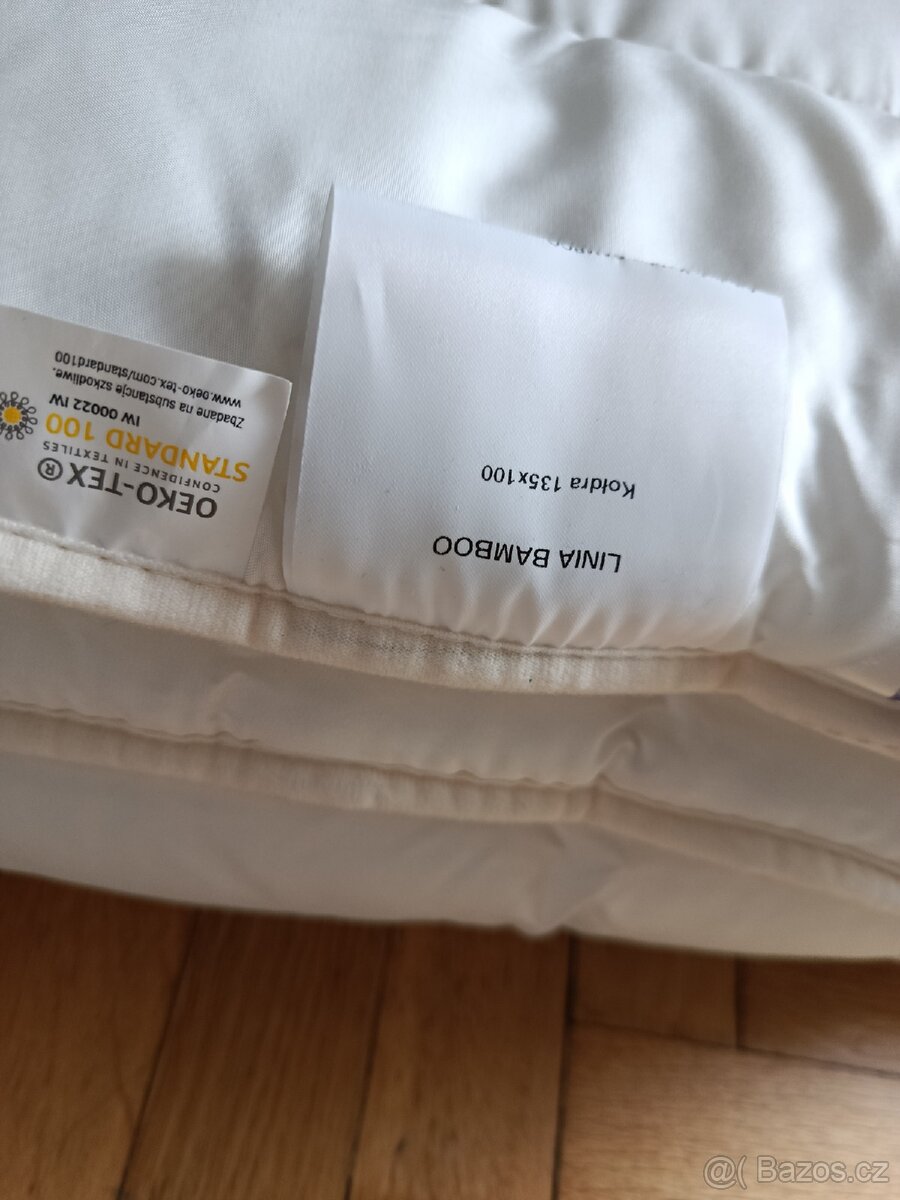 LINIA BAMBOO
Kołdra 135x100
OEKO-TEX®
CONFIDENCE IN TEXTILES
STANDARD 100
IW 00022 IW
Zbadane na substancje szkodliwe.
www.oeko-tex.com/standard100
@( Bazos.cz